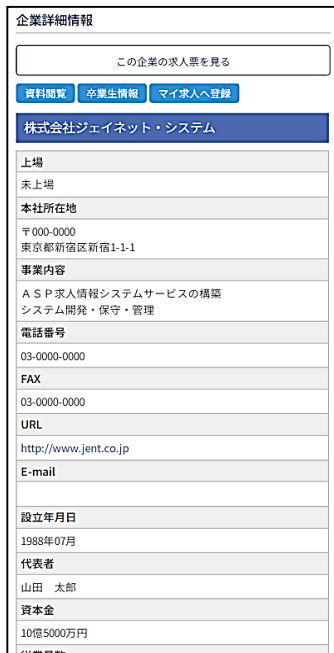 企業詳細情報
この企業の求人票を見る
資料閲覧 卒業生情報 マイ求人へ登録
株式会社ジェイネット・システム
上場
未上場
本社所在地
〒000-0000
東京都新宿区新宿1-1-1
事業内容
ＡＳＰ求人情報システムサービスの構築
システム開発・保守・管理
電話番号
03-0000-0000
FAX
03-0000-0000
URL
http://www.jent.co.jp
E-mail
設立年月日
1988年07月
代表者
山田　太郎
資本金
10億5000万円